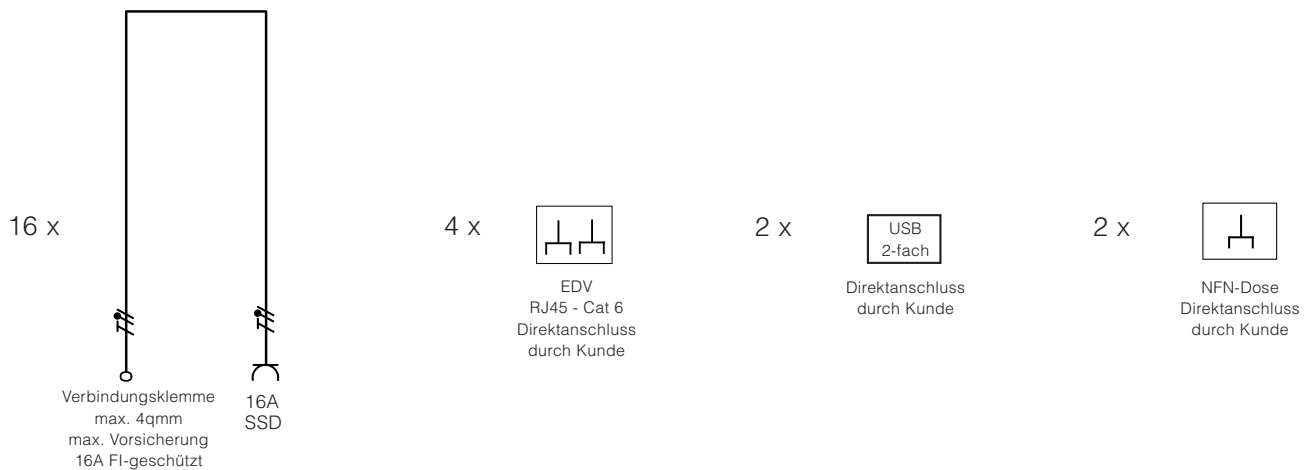 16 x
Verbindungsklemme
max. 4qmm
max. Vorsicherung
16A FI-geschützt
16A
SSD
4 x
EDV
RJ45 - Cat 6
Direktanschluss
durch Kunde
2 x
USB
2-fach
Direktanschluss
durch Kunde
2 x
NFN-Dose
Direktanschluss
durch Kunde